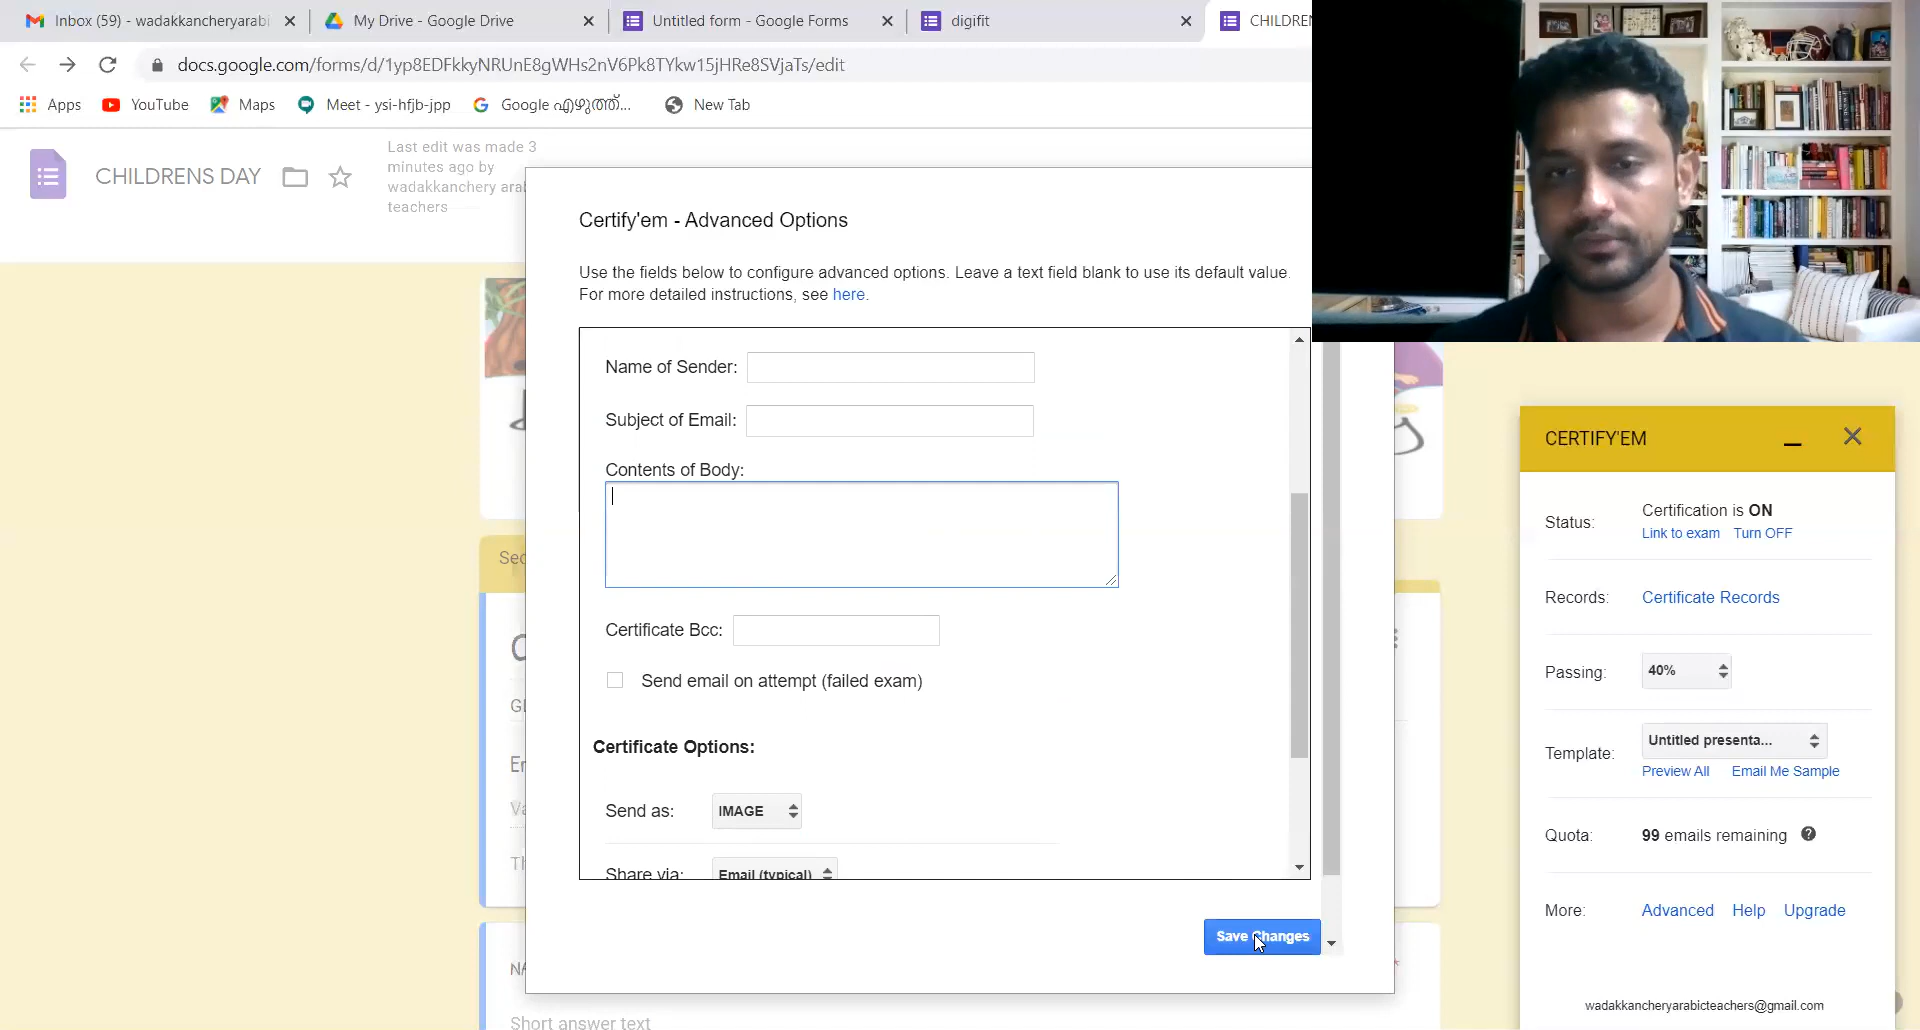 Inbox (59) - wadakkancheryarabi
My Drive - Google Drive
Untitled form - Google Forms
digifit
CHILDREN
docs.google.com/forms/d/1yp8EDFkkyNRUnE8gWHs2nV6Pk8TYkw15jHRe8SVjaTs/edit
Apps
YouTube
Maps
Meet - ysi-hfjb-jpp
Google എഴുത്ത്...
New Tab
CHILDRENS DAY
Last edit was made 3
minutes ago by
wadakkanchery arab
teachers
Certify'em - Advanced Options
Use the fields below to configure advanced options. Leave a text field blank to use its default value.
For more detailed instructions, see here.
Name of Sender:
Subject of Email:
Contents of Body:
Certificate Bcc:
Send email on attempt (failed exam)
Certificate Options:
Send as: IMAGE
Share via: Email (typical)
Save Changes
Sec
Short answer text
CERTIFY'EM
Status: Certification is ON
Link to exam Turn OFF
Records: Certificate Records
Passing: 40%
Template: Untitled presenta...
Preview All Email Me Sample
Quota: 99 emails remaining
More: Advanced Help Upgrade
wadakkancheryarabicteachers@gmail.com